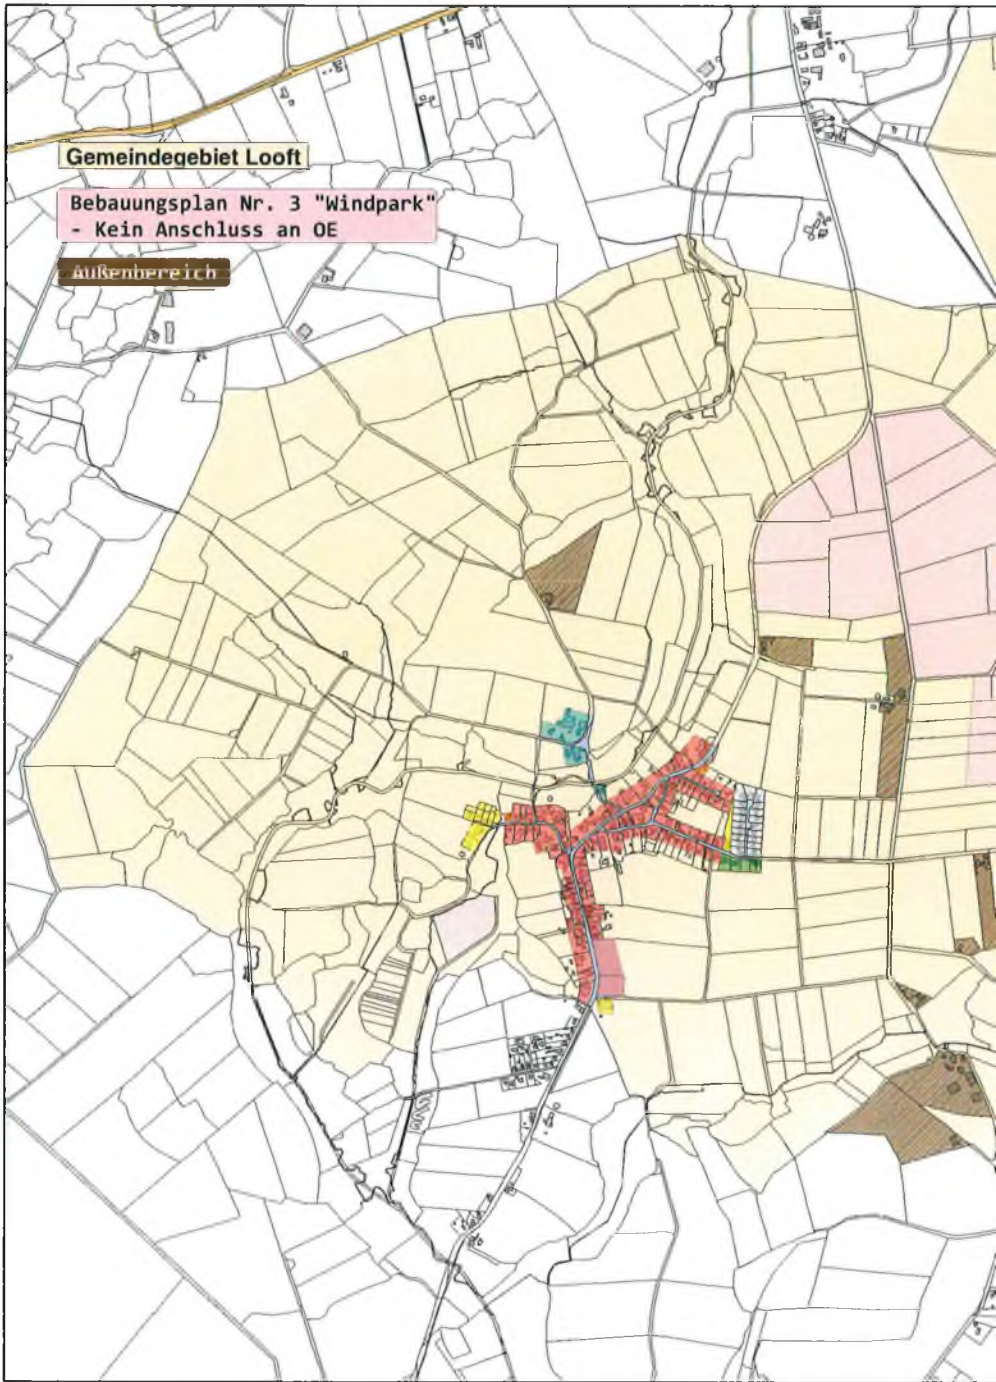 Gemeindegebiet Looft
Bebauungsplan Nr. 3 "Windpark"
- Kein Anschluss an OE
Außenbereich